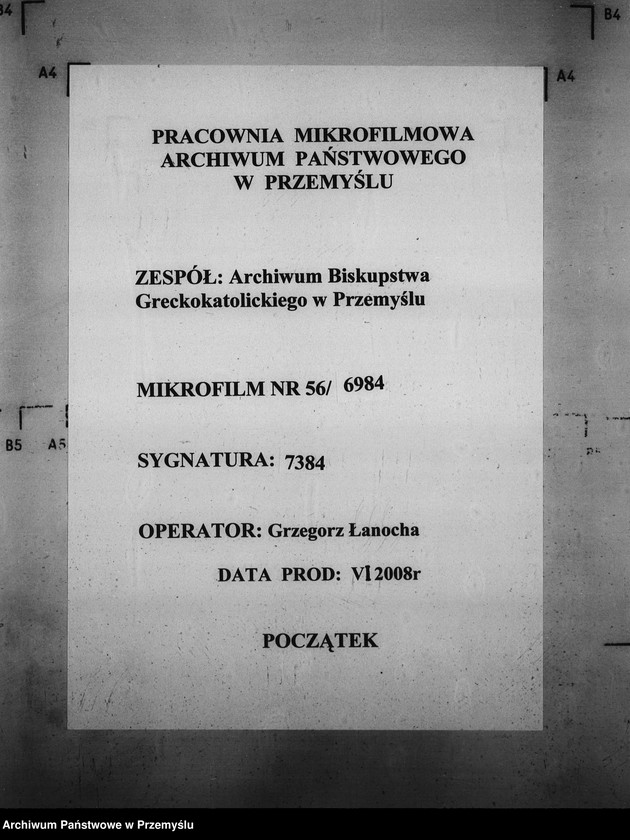 B4
B4
A4
A4
PRACOWNIA MIKROFILMOWA
ARCHIWUM PAŃSTWOWEGO
W PRZEMYŚLU
ZESPÓŁ: Archiwum Biskupstwa
Greckokatolickiego w Przemyślu
MIKROFILM NR 56/ 6984
B5 A5
SYGNATURA: 7384
OPERATOR: Grzegorz Łanocha
DATA PROD: VI 2008r
POCZĄTEK
Archiwum Państwowe w Przemyślu